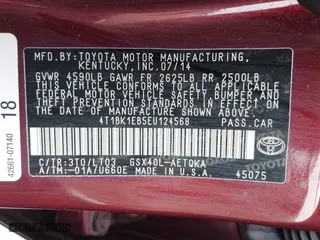 MFD. BY:TOYOTA MOTOR MANUFACTURING,
KENTUCKY, INC.07/14
GVWR 4590LB GAWR FR 2625LB RR 2500LB
THIS VEHICLE CONFORMS TO ALL APPLICABLE
FEDERAL MOTOR VEHICLE SAFETY, BUMPER, AND
THEFT PREVENTION STANDARDS IN EFFECT ON
THE DATE OF MANUFACTURE SHOWN ABOVE.
4T1BK1EB5EU124568
PASSENGER CAR
C/TR:3T0/LT03 GSX40L-AETQKA
A/TM:-01A/U660E MADE IN U.S.A.
45075
TOYOTA
42661-07140
18